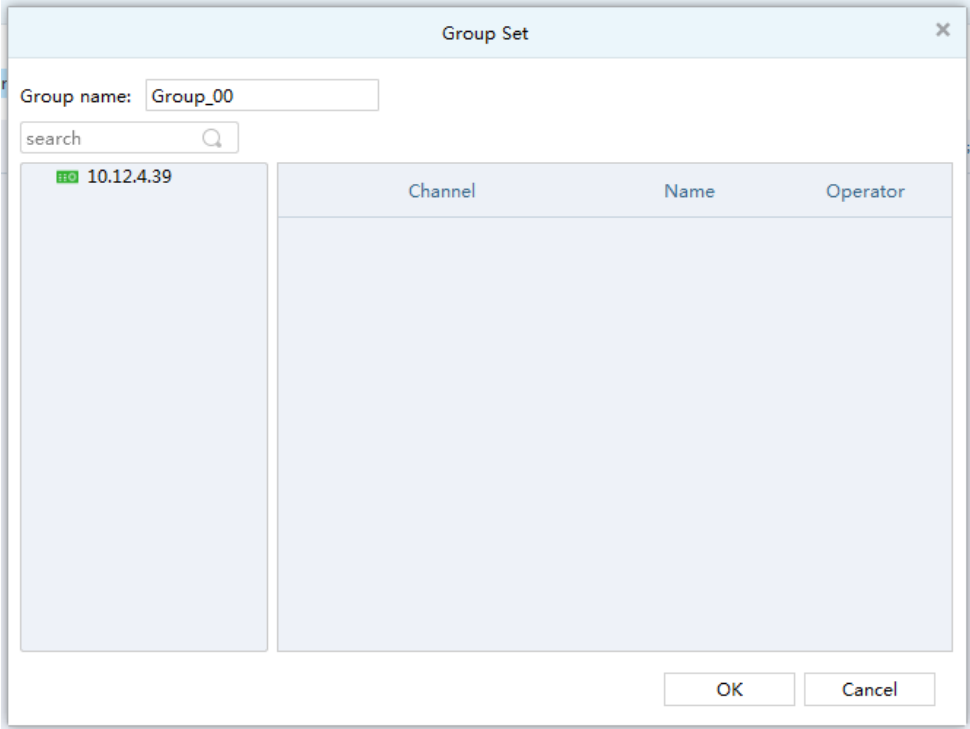 Group Set
Group name: Group_00
search
10.12.4.39
Channel Name Operator
OK Cancel